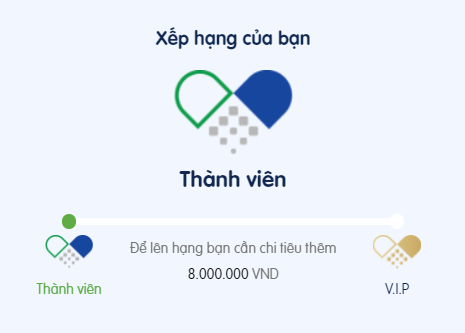 Xếp hạng của bạn
Thành viên
Để lên hạng bạn cần chi tiêu thêm
8.000.000 VND
Thành viên
V.I.P